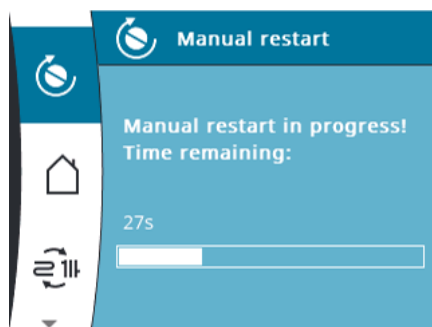 Manual restart
Manual restart in progress!
Time remaining:
27s